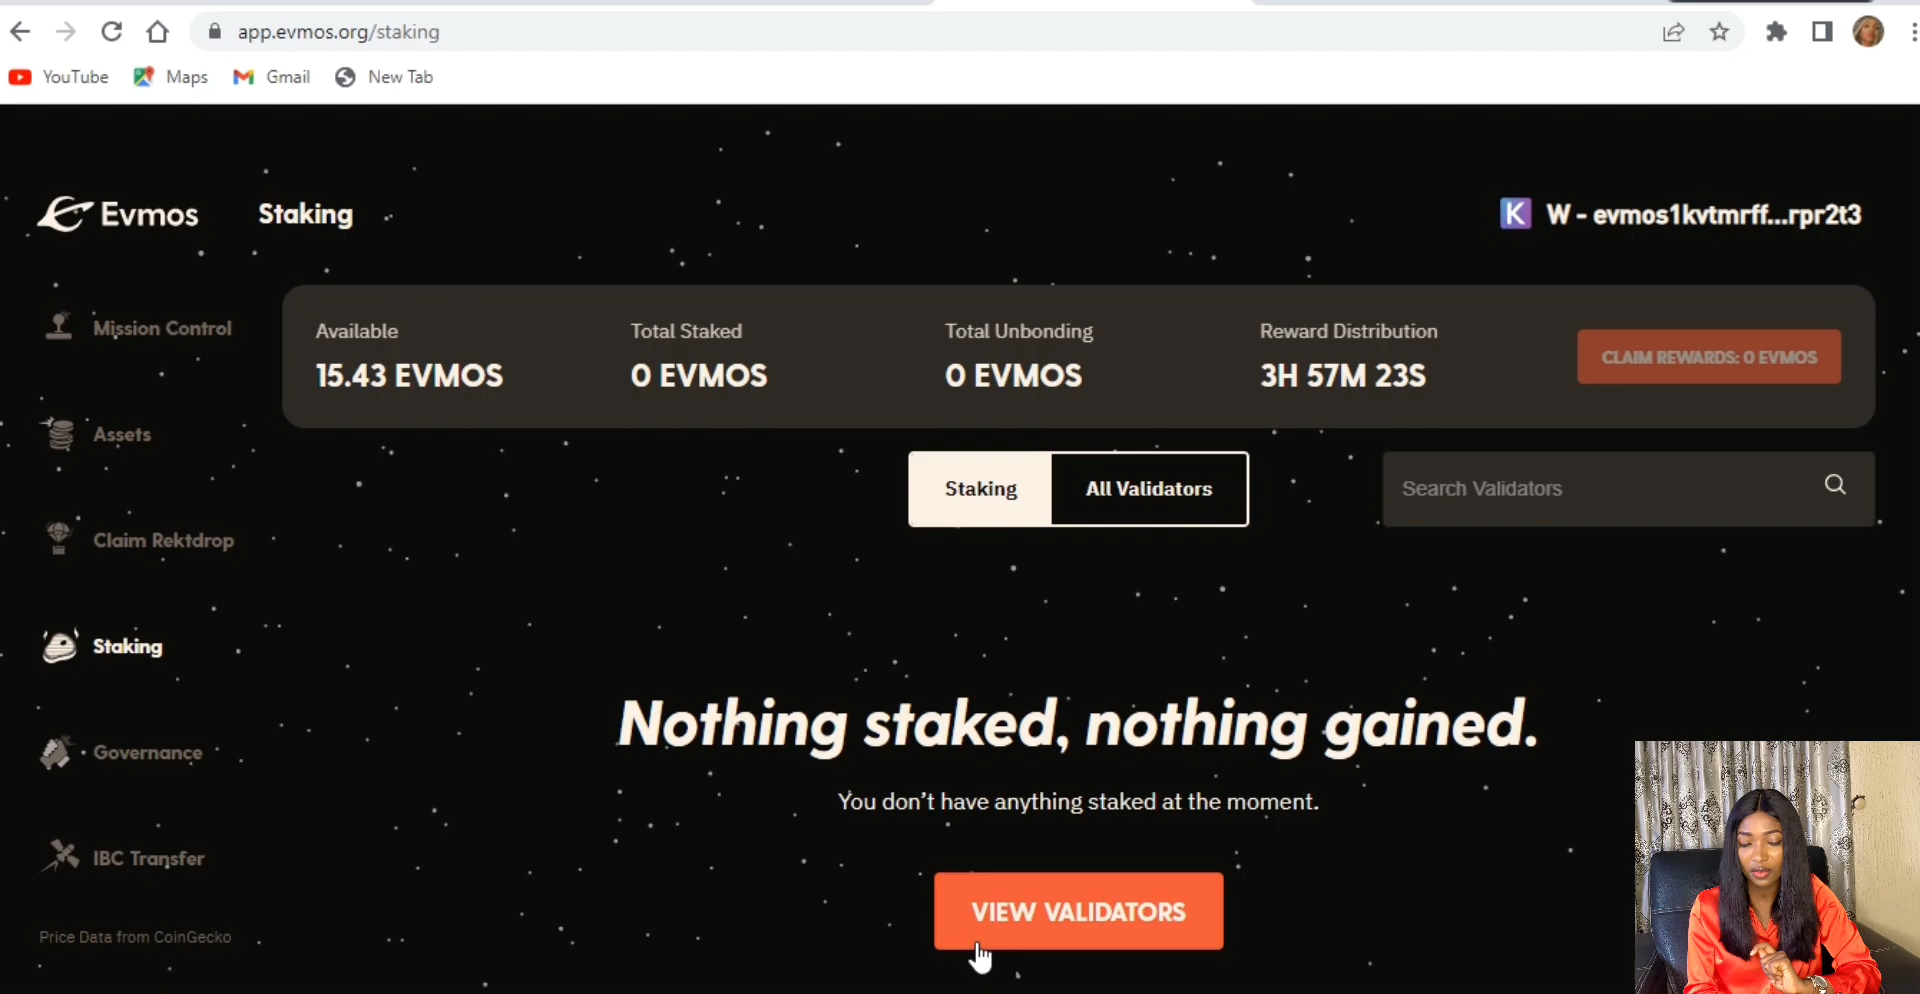 app.evmos.org/staking
YouTube Maps Gmail New Tab
Evmos Staking K W - evmos1kvtmrff...rpr2t3
Mission Control
Assets
Claim Rektdrop
Staking
Governance
IBC Transfer
Price Data from CoinGecko
Available
15.43 EVMOS
Total Staked
0 EVMOS
Total Unbonding
0 EVMOS
Reward Distribution
3H 57M 23S
CLAIM REWARDS: 0 EVMOS
Staking All Validators
Search Validators
Nothing staked, nothing gained.
You don't have anything staked at the moment.
VIEW VALIDATORS